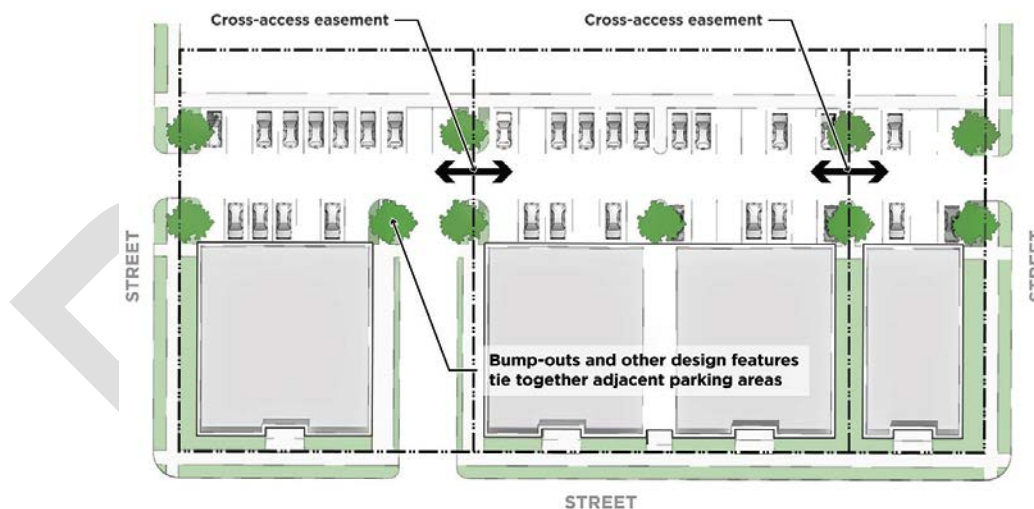 Cross-access easement
Cross-access easement
STREET
STREET
Bump-outs and other design features
tie together adjacent parking areas
STREET